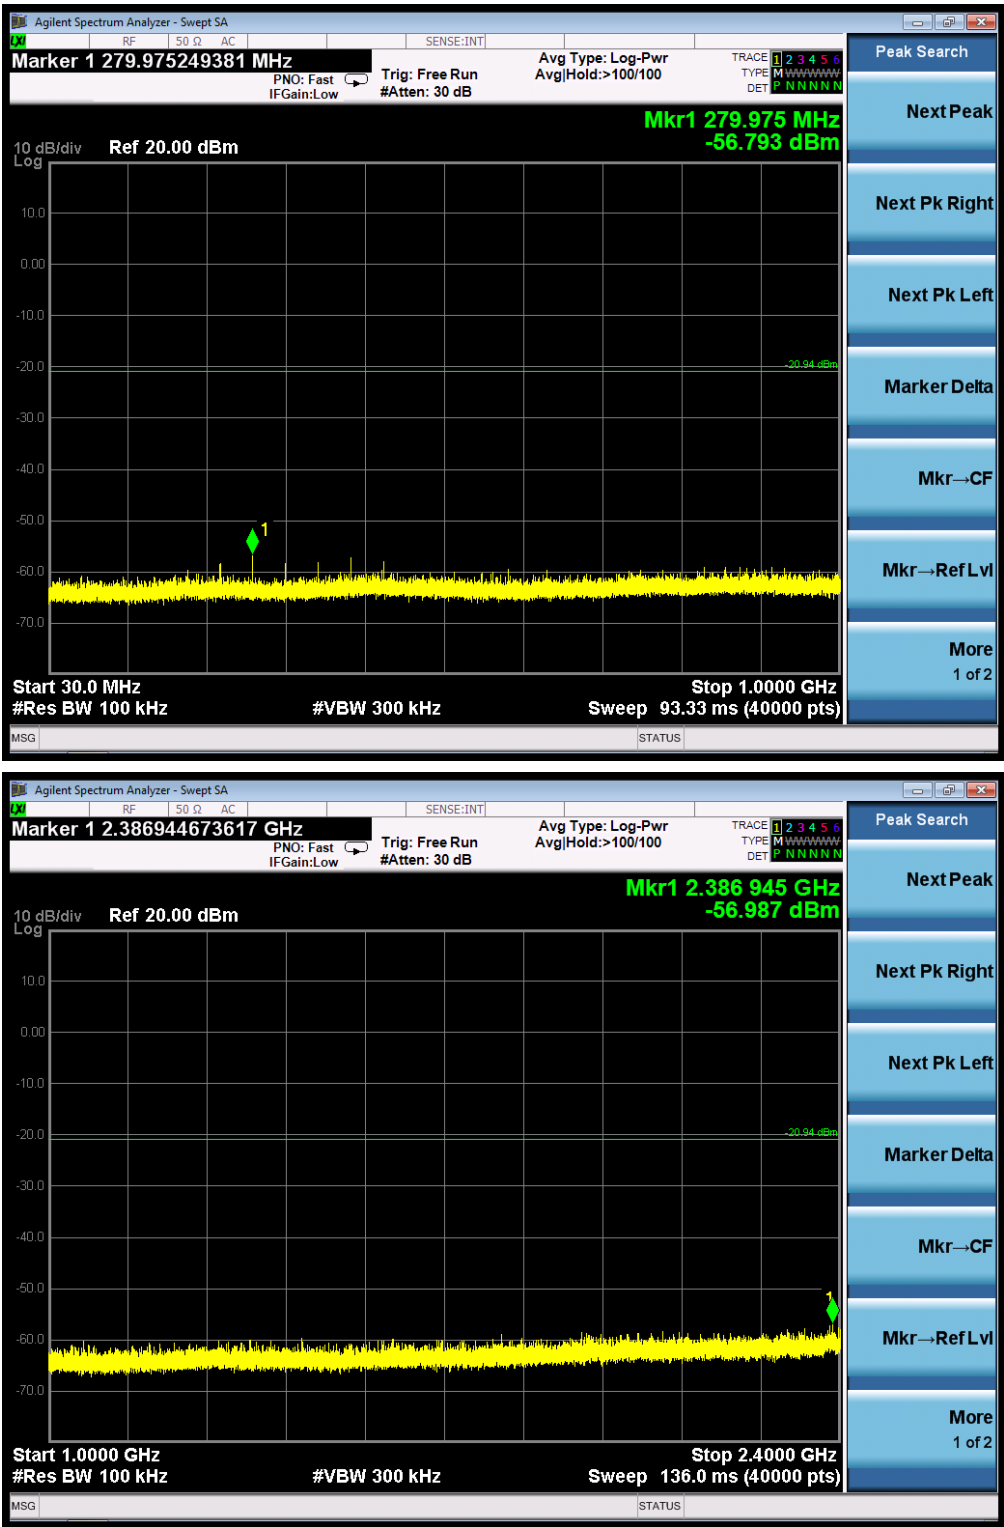 Agilent Spectrum Analyzer - Swept SA
LXI
RF 50 Ω AC SENSE:INT
Marker 1 279.975249381 MHz
PNO: Fast
IFGain:Low
Trig: Free Run
#Atten: 30 dB
Avg Type: Log-Pwr
Avg|Hold:>100/100
TRACE 1 2 3 4 5 6
TYPE M WWWWW
DET P N N N N N
Mkr1 279.975 MHz
-56.793 dBm
10 dB/div Ref 20.00 dBm
Log
10.0
0.00
-10.0
-20.0
-20.94 dBm
-30.0
-40.0
-50.0
1
-60.0
-70.0
Start 30.0 MHz Stop 1.0000 GHz
#Res BW 100 kHz #VBW 300 kHz Sweep 93.33 ms (40000 pts)
MSG STATUS
Peak Search
Next Peak
Next Pk Right
Next Pk Left
Marker Delta
Mkr→CF
Mkr→Ref Lvl
More
1 of 2
Agilent Spectrum Analyzer - Swept SA
LXI
RF 50 Ω AC SENSE:INT
Marker 1 2.386944673617 GHz
PNO: Fast
IFGain:Low
Trig: Free Run
#Atten: 30 dB
Avg Type: Log-Pwr
Avg|Hold:>100/100
TRACE 1 2 3 4 5 6
TYPE M WWWWW
DET P N N N N N
Mkr1 2.386 945 GHz
-56.987 dBm
10 dB/div Ref 20.00 dBm
Log
10.0
0.00
-10.0
-20.0
-20.94 dBm
-30.0
-40.0
-50.0
1
-60.0
-70.0
Start 1.0000 GHz Stop 2.4000 GHz
#Res BW 100 kHz #VBW 300 kHz Sweep 136.0 ms (40000 pts)
MSG STATUS
Peak Search
Next Peak
Next Pk Right
Next Pk Left
Marker Delta
Mkr→CF
Mkr→Ref Lvl
More
1 of 2